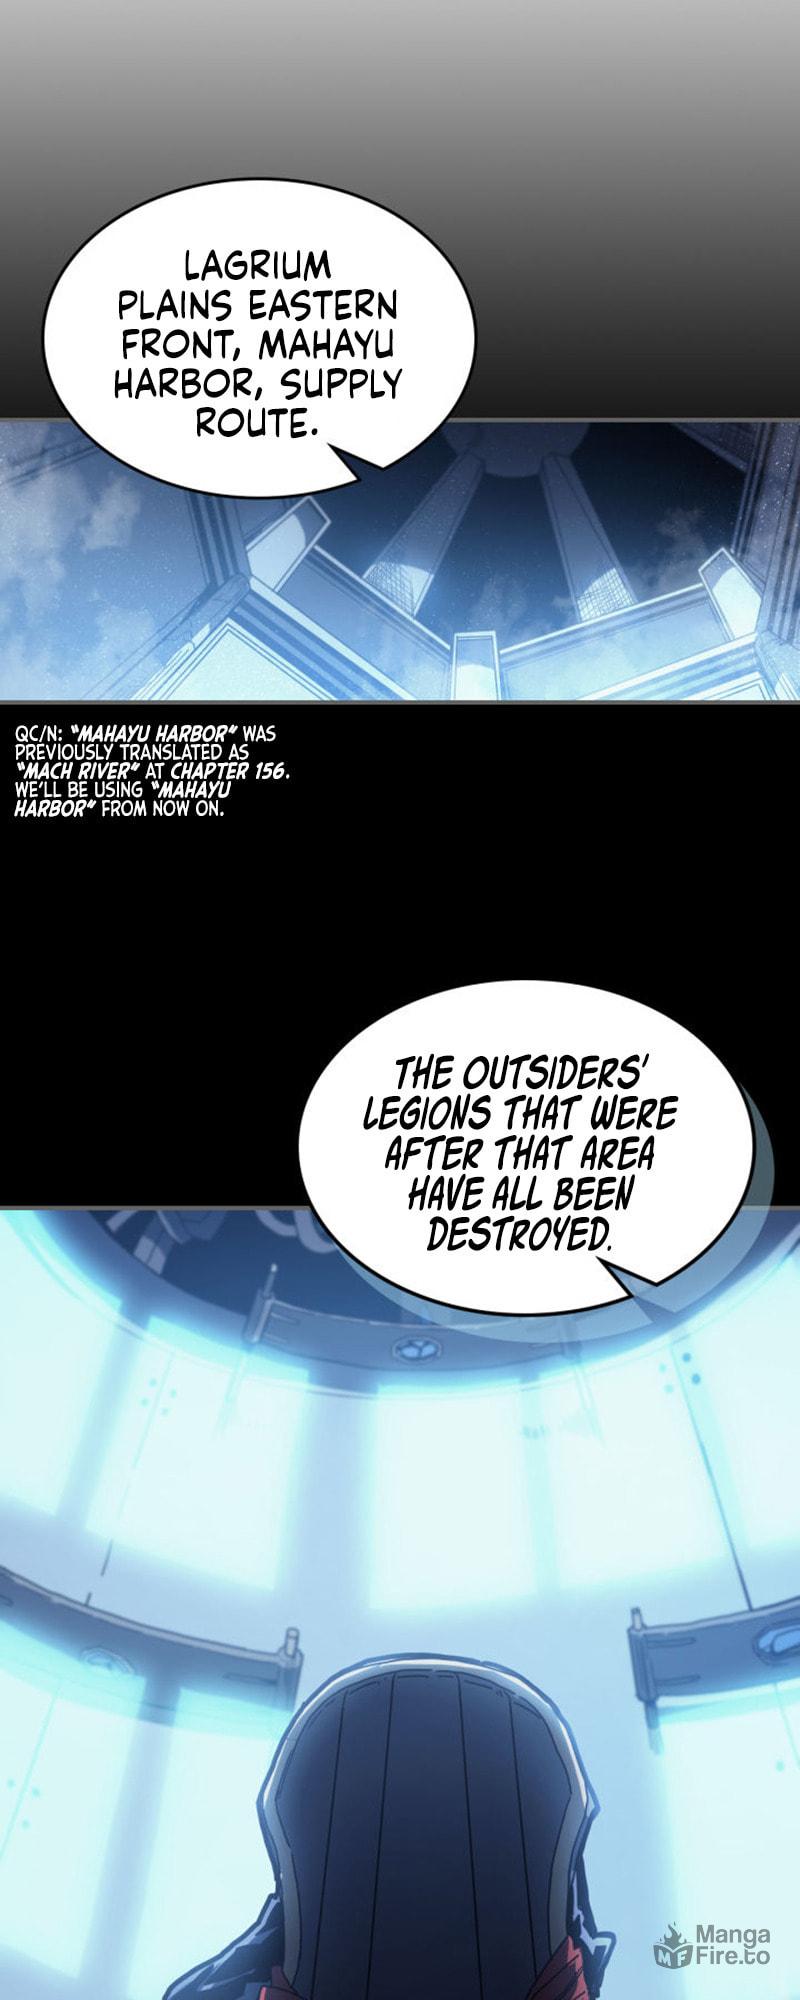 LAGRIUM
PLAINS EASTERN
FRONT, MAHAYU
HARBOR, SUPPLY
ROUTE.
QC/N: "MAHAYU HARBOR" WAS
PREVIOUSLY TRANSLATED AS
"MACH RIVER" AT CHAPTER 156.
WE'LL BE USING "MAHAYU
HARBOR" FROM NOW ON.
THE OUTSIDERS'
LEGIONS THAT WERE
AFTER THAT AREA
HAVE ALL BEEN
DESTROYED.
Manga
MF Fire.to